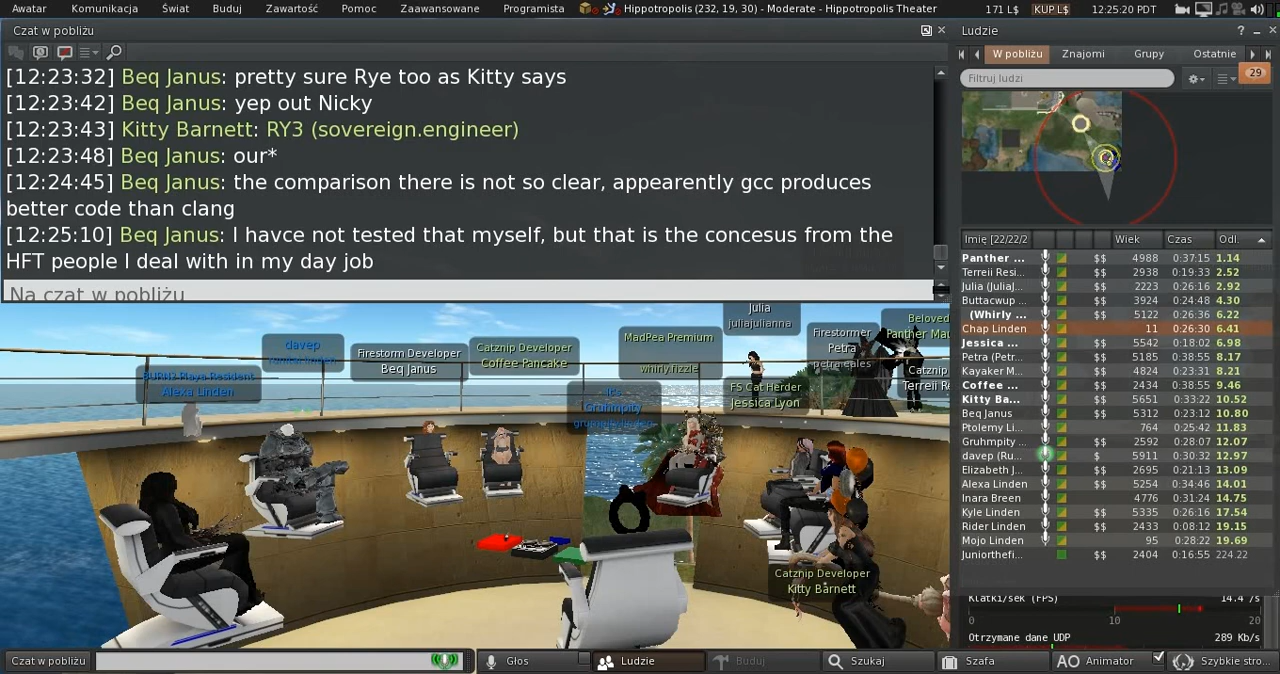 Awatar Komunikacja Świat Buduj Zawartość Pomoc Zaawansowane Programista Hippotropolis (232, 19, 30) - Moderate - Hippotropolis Theater 171 L$ KUP L$ 12:25:20 PDT
Czat w pobliżu
[12:23:32] Beq Janus: pretty sure Rye too as Kitty says
[12:23:42] Beq Janus: yep out Nicky
[12:23:43] Kitty Barnett: RY3 (sovereign.engineer)
[12:23:48] Beq Janus: our*
[12:24:45] Beq Janus: the comparison there is not so clear, appearently gcc produces
better code than clang
[12:25:10] Beq Janus: I havce not tested that myself, but that is the concesus from the
HFT people I deal with in my day job
Na czat w pobliżu
Ludzie
W pobliżu Znajomi Grupy Ostatnie
Filtruj ludzi
29
Imię [22/22/2 Wiek Czas Odl.
Panther ... $$ 4988 0:37:15 1.14
Terreii Resi... $$ 2938 0:19:33 2.52
Julia (JuliaJ... $$ 2223 0:26:16 2.92
Buttacwup ... $$ 3924 0:24:48 4.30
(Whirly ... $$ 5122 0:26:36 6.22
Chap Linden 11 0:26:30 6.41
Jessica ... $$ 5542 0:18:02 6.98
Petra (Petr... $$ 5185 0:38:55 8.17
Kayaker M... $$ 4824 0:23:31 8.21
Coffee ... $$ 2434 0:38:55 9.46
Kitty Ba... $$ 5651 0:33:22 10.52
Beq Janus $$ 5312 0:23:12 10.80
Ptolemy Li... 764 0:25:42 11.83
Gruhmpity ... $$ 2592 0:28:07 12.07
davep (Ru... $ 5911 0:30:32 12.97
Elizabeth J... $$ 2695 0:21:13 13.09
Alexa Linden $$ 5254 0:34:46 14.01
Inara Breen 4776 0:31:24 14.75
Kyle Linden $$ 5335 0:26:16 17.54
Rider Linden $$ 2433 0:08:12 19.15
Mojo Linden 95 0:28:22 19.69
Juniorthefi... $$ 2404 0:16:55 224.22
Klatki/sek (FPS) 14.4 /s
0 10 20
Otrzymane dane UDP 289 Kb/s
davep
Alexa Linden
Firestorm Developer
Beq Janus
Catznip Developer
Coffee Pancake
MadPea Premium
whirly.fizzle
Julia
juliajulianna
Firestormer
Petra
petra.eales
Beloved
FS Cat Herder
Jessica Lyon
Catznip
Gruhmpity
Catznip Developer
Kitty Barnett
Czat w pobliżu Głos Ludzie Buduj Szukaj Szafa AO Animator Szybkie stro...